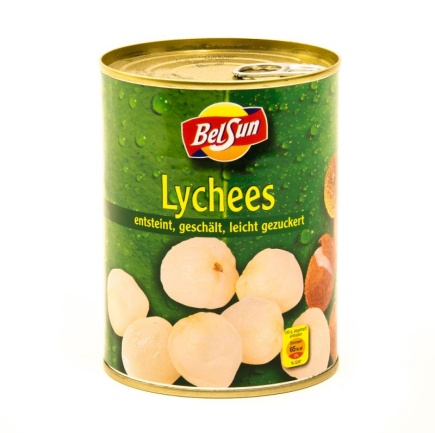 BelSun
Lychees
entsteint, geschält, leicht gezuckert